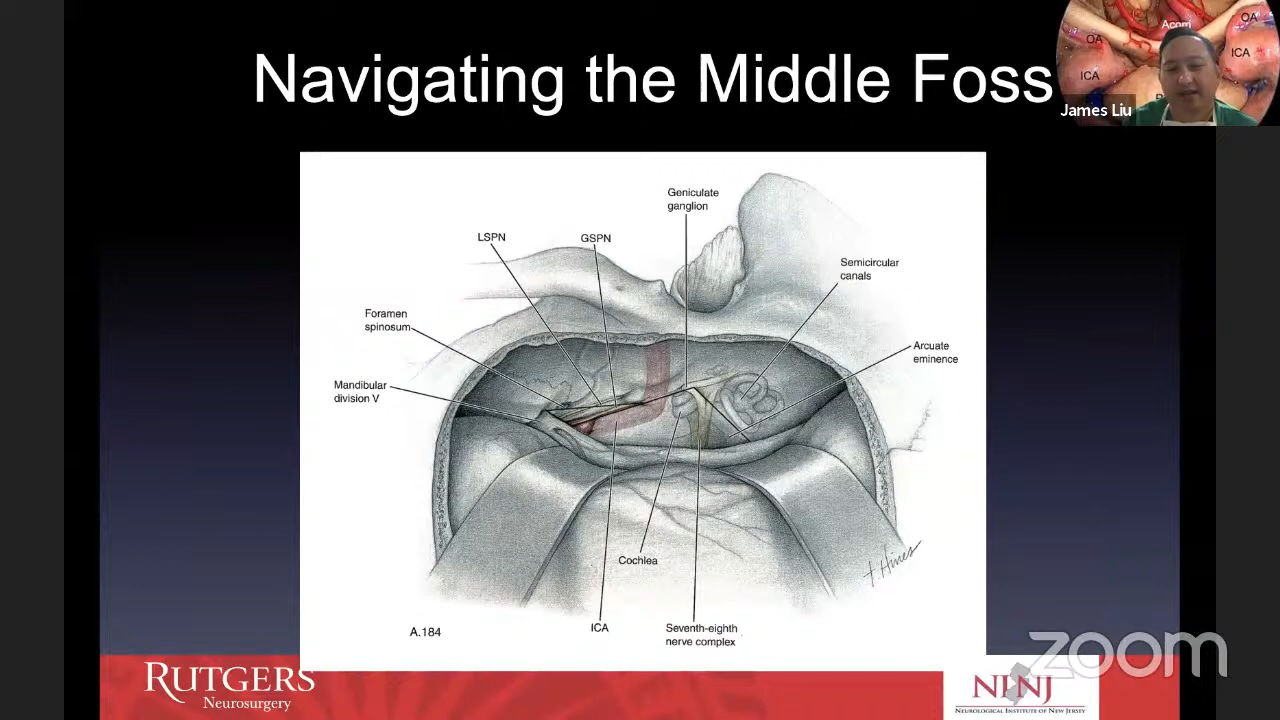 Navigating the Middle Foss
OA
Acom
OA
ICA
ICA
James Liu
Geniculate
ganglion
LSPN
GSPN
Semicircular
canals
Foramen
spinosum
Arcuate
eminence
Mandibular
division V
Cochlea
A.184
ICA
Seventh-eighth
nerve complex
T. Hines
zoom
RUTGERS
Neurosurgery
NINJ
NEUROLOGICAL INSTITUTE OF NEW JERSEY